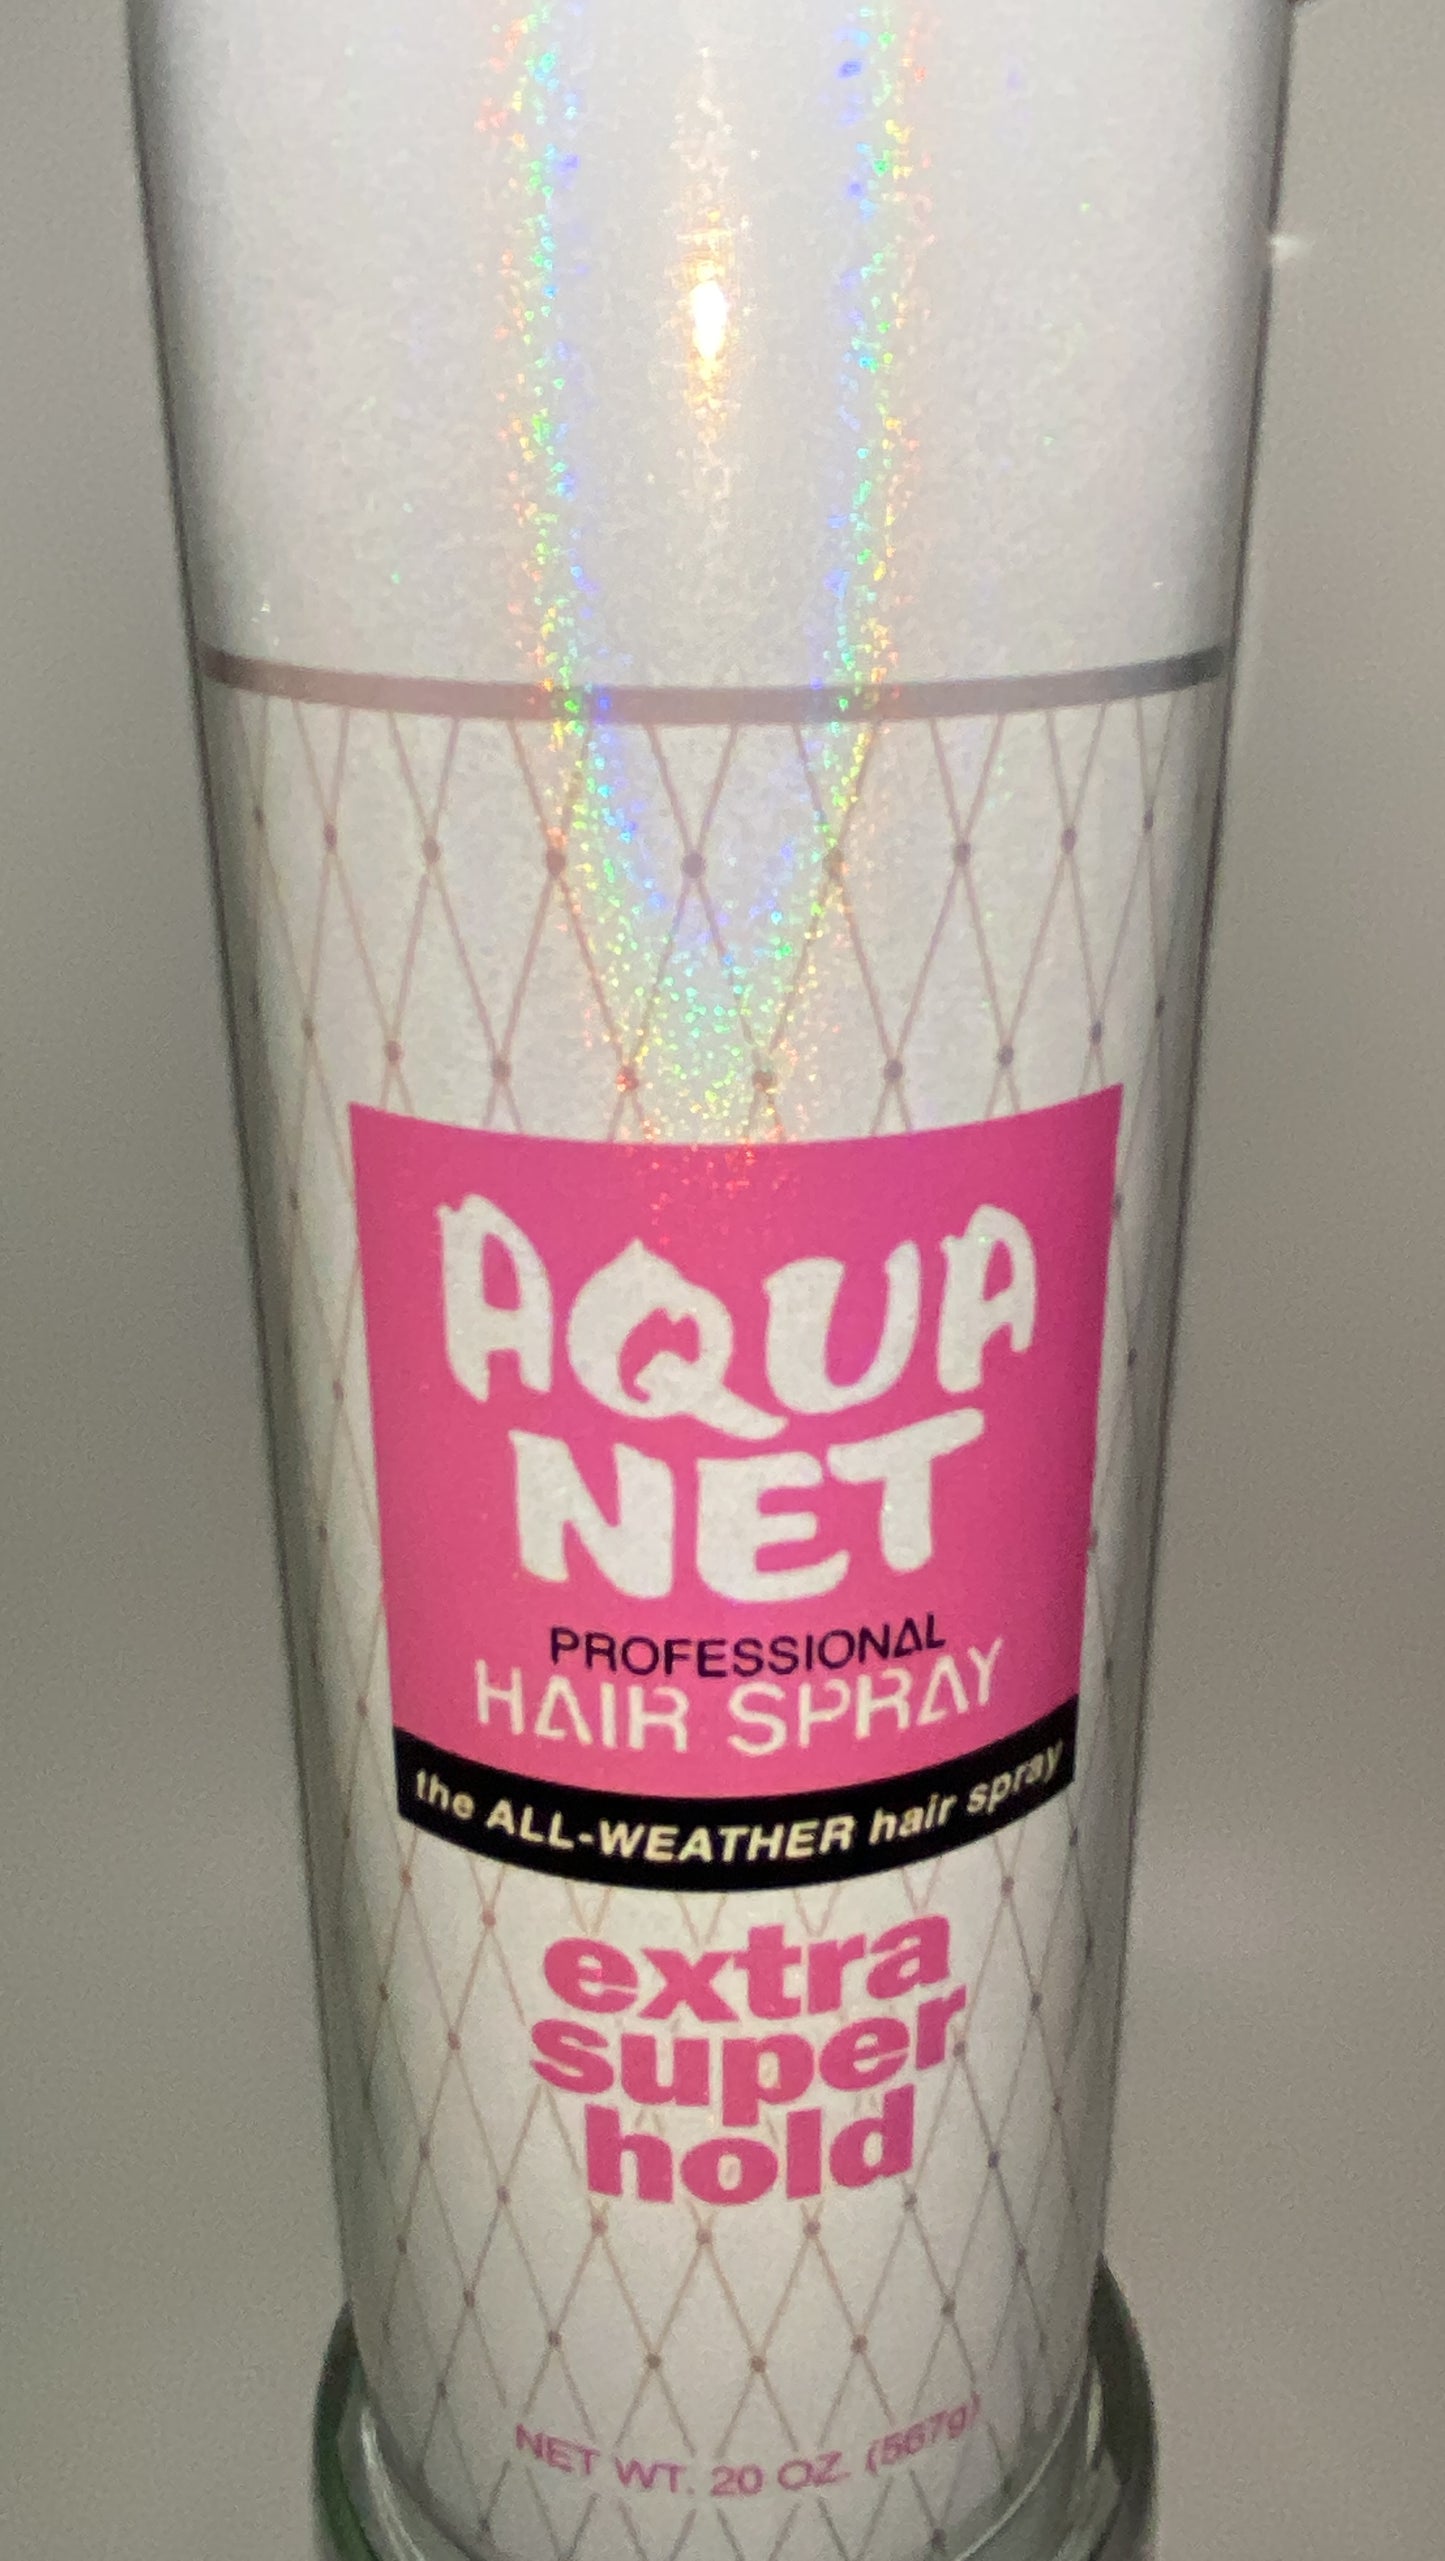 AQUA
NET
PROFESSIONAL
HAIR SPRAY
the ALL-WEATHER hair spray
extra
super
hold
NET WT. 20 OZ. (567g)